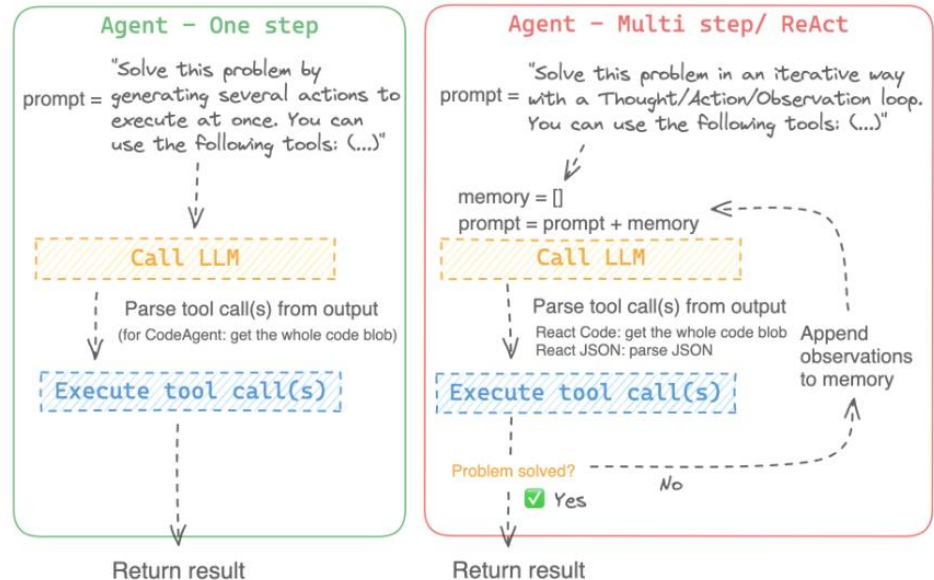 Agent - One step
"Solve this problem by
prompt = generating several actions to
execute at once. You can
use the following tools: (...)"
Call LLM
Parse tool call(s) from output
(for CodeAgent: get the whole code blob)
Execute tool call(s)
Return result
Agent - Multi step/ ReAct
"Solve this problem in an iterative way
prompt = with a Thought/Action/Observation loop.
You can use the following tools: (...)"
memory = []
prompt = prompt + memory
Call LLM
Parse tool call(s) from output
React Code: get the whole code blob
React JSON: parse JSON
Execute tool call(s)
Problem solved?
No
✅ Yes
Append
observations
to memory
Return result